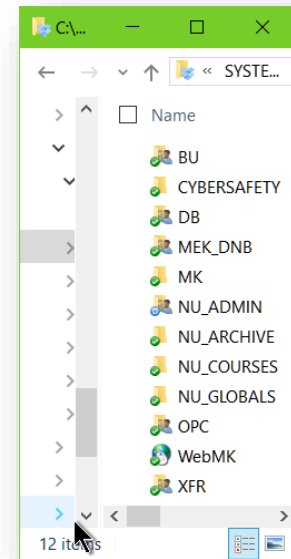 C:\...
« SYSTE...
Name
BU
CYBERSAFETY
DB
MEK_DNB
MK
NU_ADMIN
NU_ARCHIVE
NU_COURSES
NU_GLOBALS
OPC
WebMK
XFR
12 items